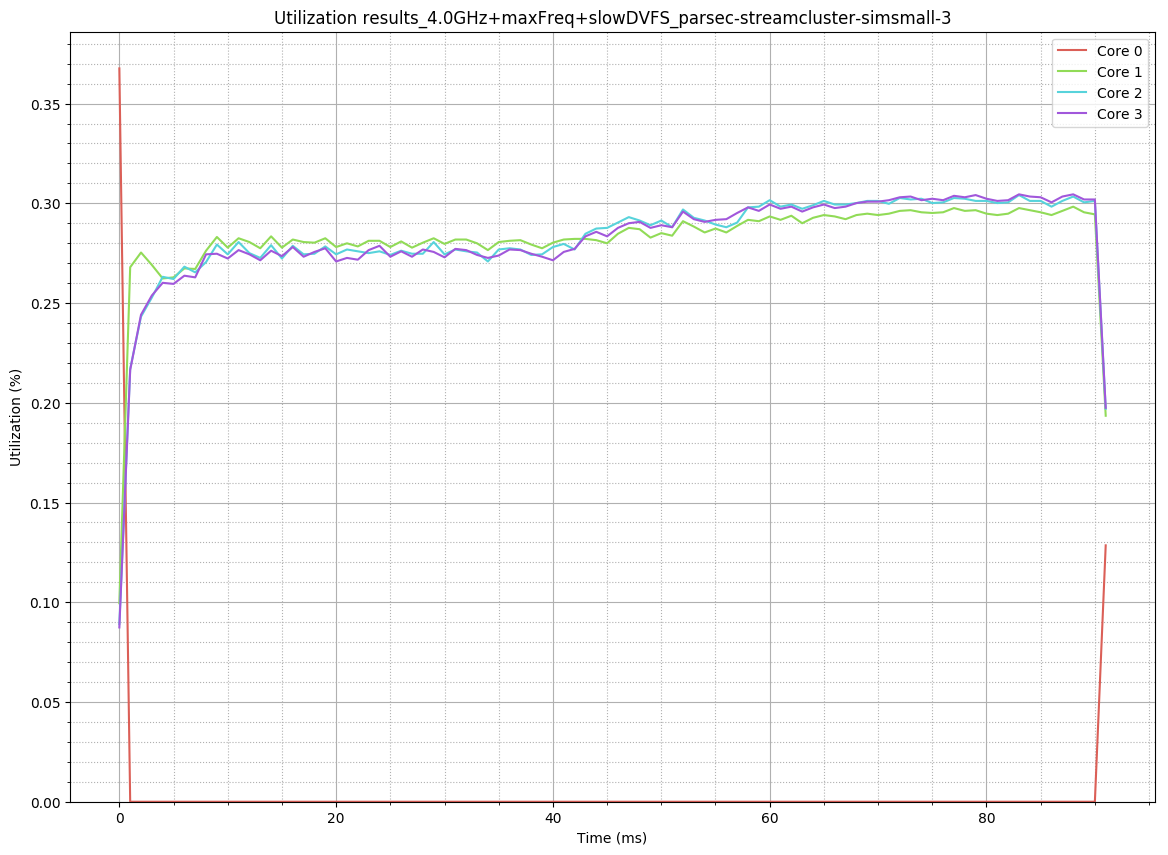 Utilization results_4.0GHz+maxFreq+slowDVFS_parsec-streamcluster-simsmall-3
Core 0
Core 1
Core 2
Core 3
0.35
0.30
0.25
0.20
0.15
0.10
0.05
0.00
Utilization (%)
0
20
40
60
80
Time (ms)